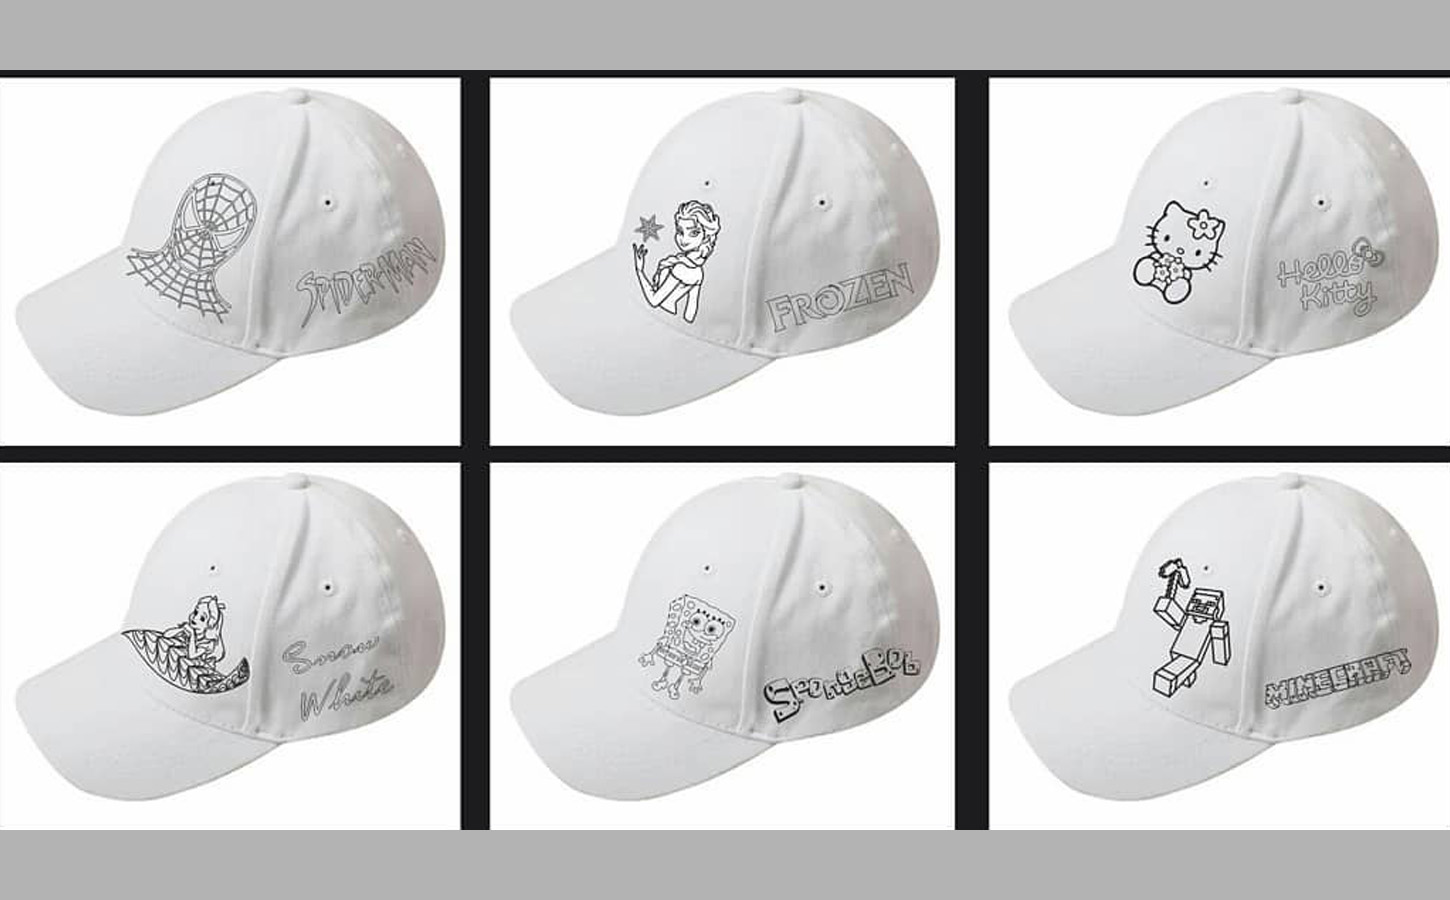 SPIDER-MAN
FROZEN
Hello
Kitty
Snow
White
SpongeBob
MINECRAFT